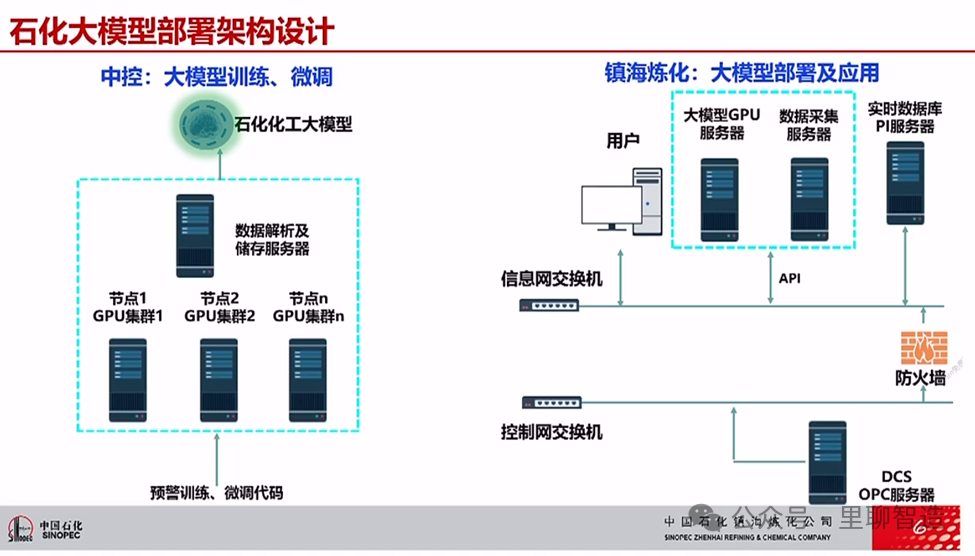 石化大模型部署架构设计
中控：大模型训练、微调
石化化工大模型
数据解析及
储存服务器
节点1
GPU集群1
节点2
GPU集群2
节点n
GPU集群n
预警训练、微调代码
镇海炼化：大模型部署及应用
用户
大模型GPU
服务器
数据采集
服务器
实时数据库
PI服务器
信息网交换机
API
防火墙
控制网交换机
DCS
OPC服务器
中国石化
SINOPEC
中国石化镇海炼化公司
SINOPEC ZHENHAI REFINING & CHEMICAL COMPANY
公众号 里聊智造
6